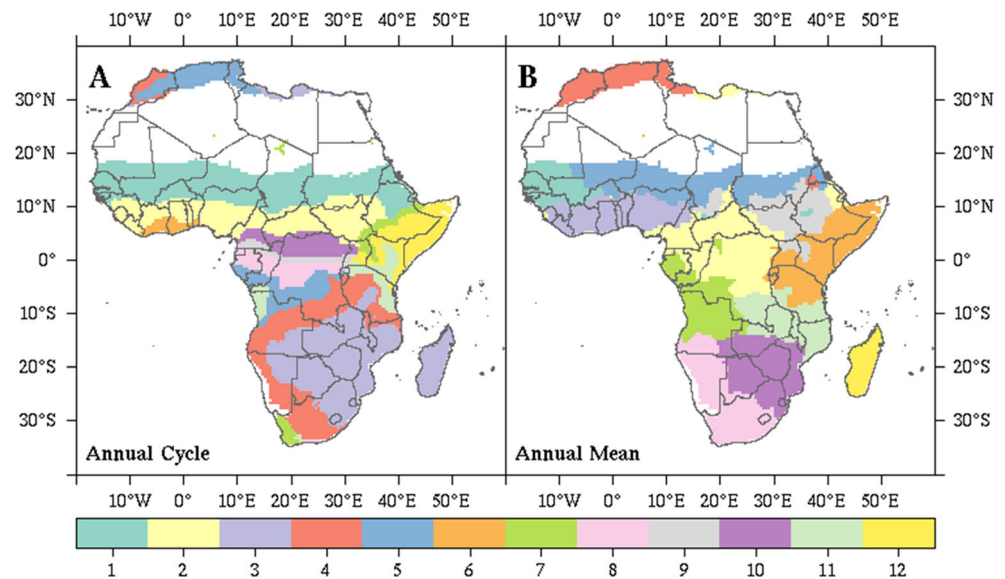 10°W 0° 10°E 20°E 30°E 40°E 50°E 10°W 0° 10°E 20°E 30°E 40°E 50°E
A B
30°N 30°N
20°N 20°N
10°N 10°N
0° 0°
10°S 10°S
20°S 20°S
30°S 30°S
Annual Cycle Annual Mean
10°W 0° 10°E 20°E 30°E 40°E 50°E 10°W 0° 10°E 20°E 30°E 40°E 50°E
1 2 3 4 5 6 7 8 9 10 11 12